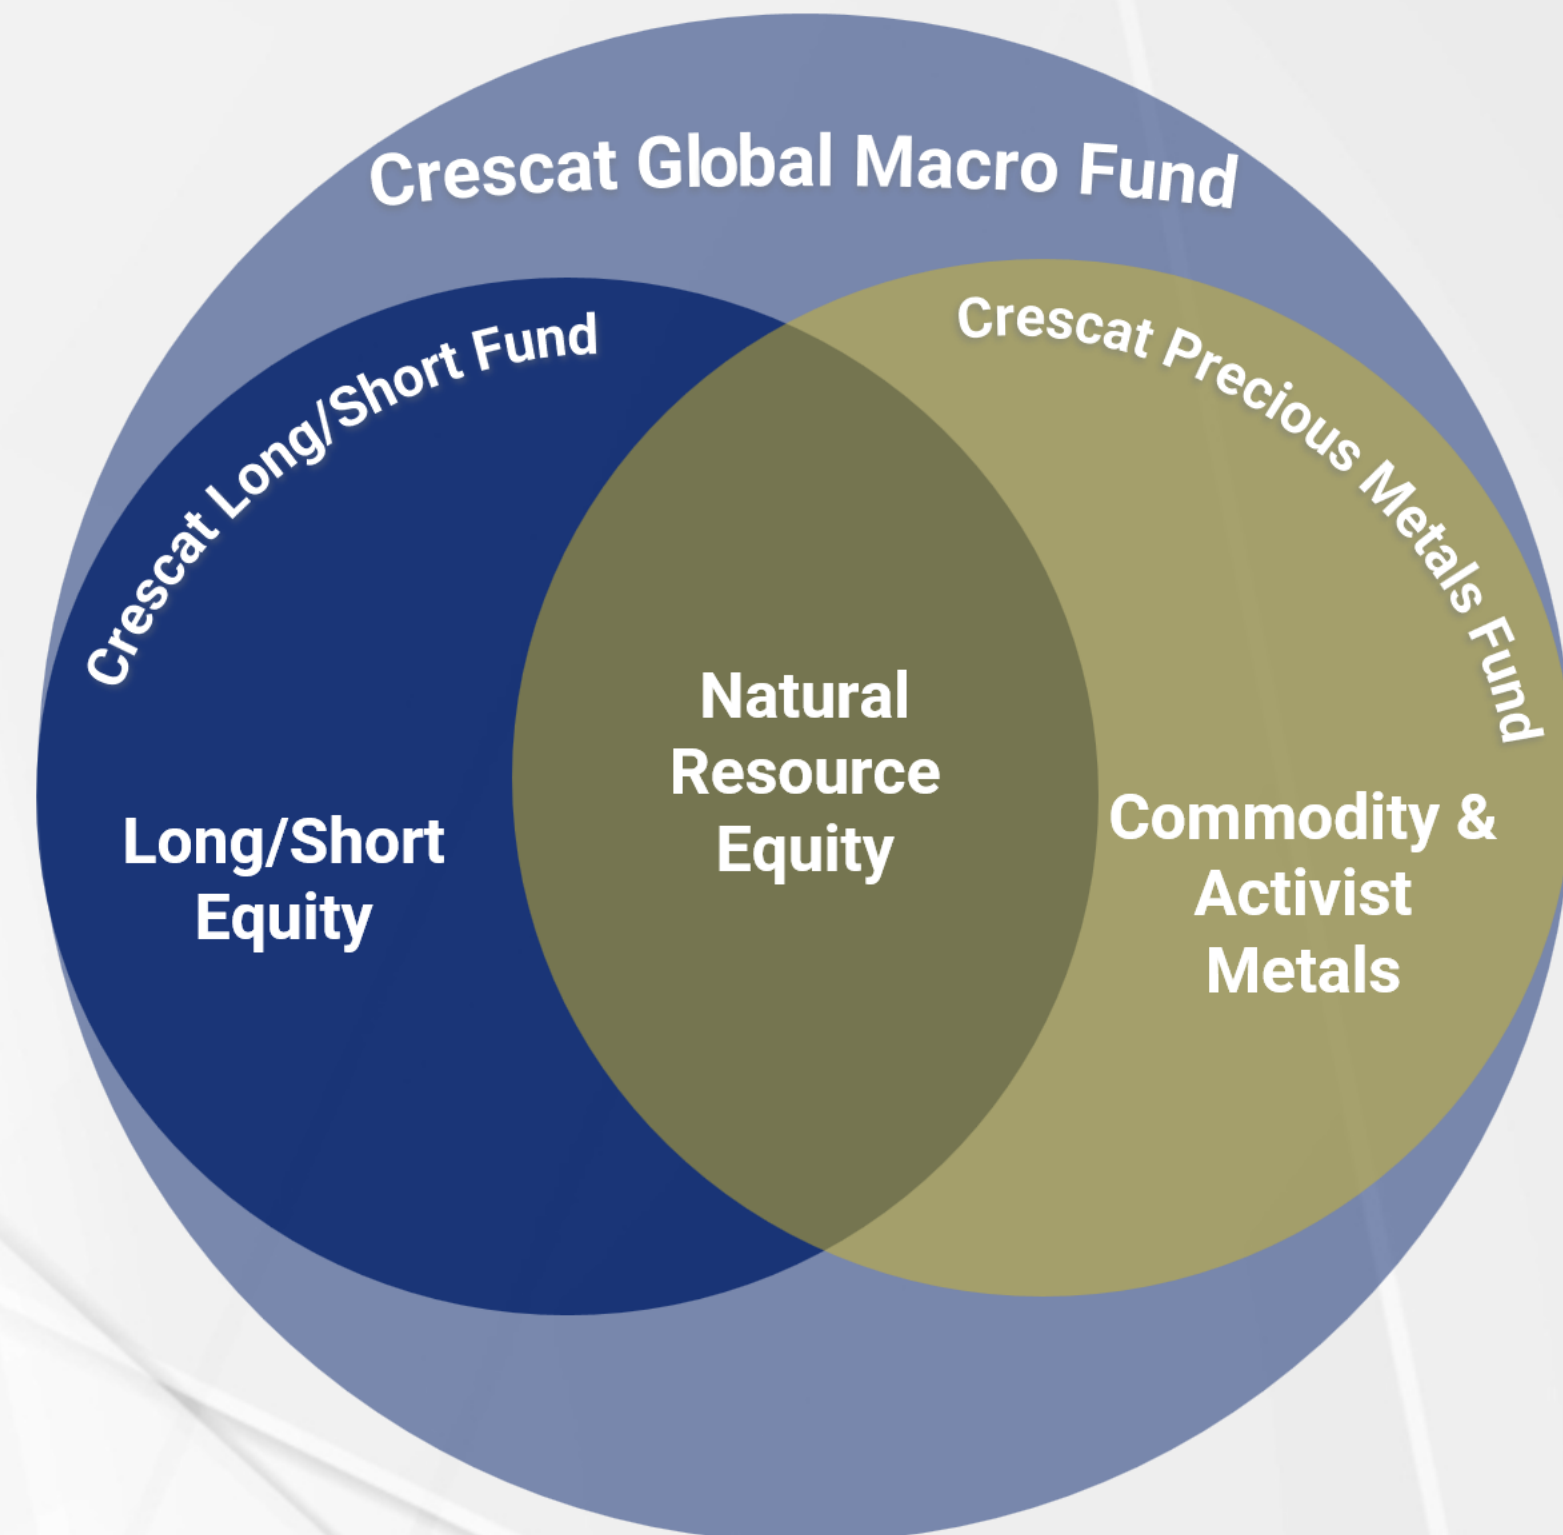 Crescat Global Macro Fund
Crescat Long/Short Fund
Crescat Precious Metals Fund
Natural
Resource
Equity
Long/Short
Equity
Commodity &
Activist
Metals